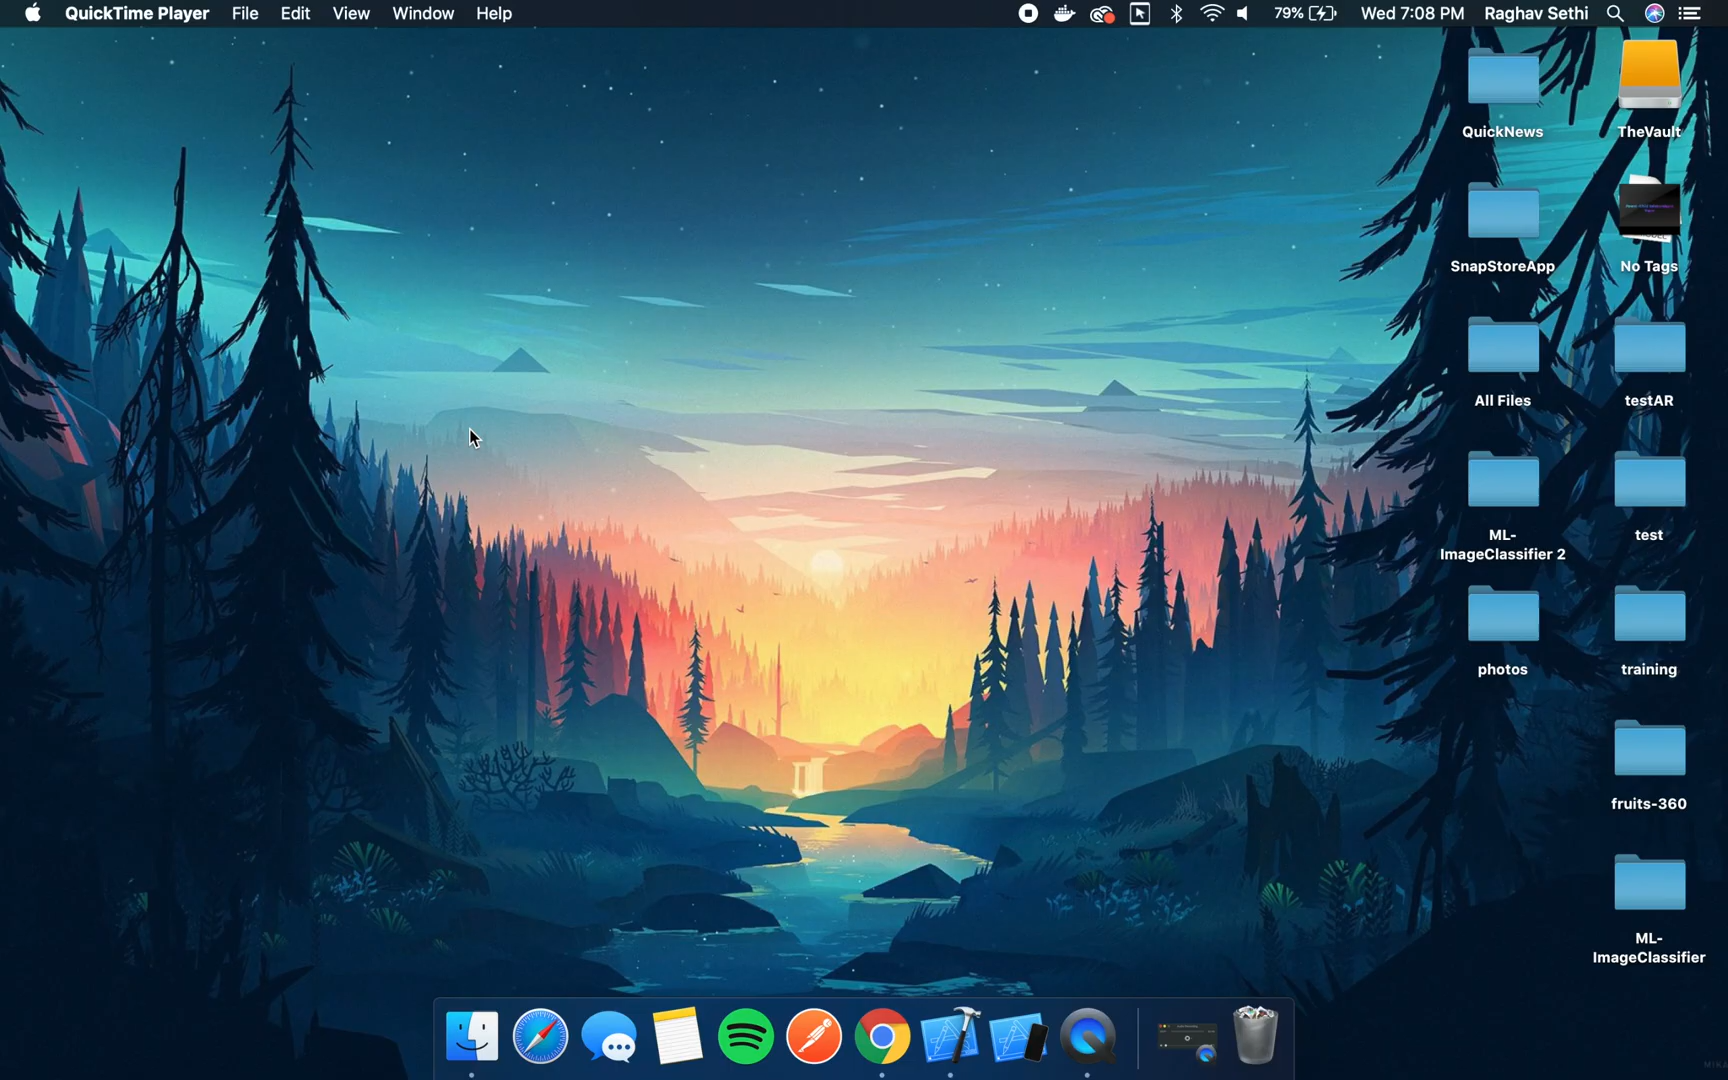 QuickTime Player File Edit View Window Help 79% Wed 7:08 PM Raghav Sethi
QuickNews TheVault
SnapStoreApp No Tags
All Files testAR
ML-
ImageClassifier 2
test
photos training
fruits-360
ML-
ImageClassifier